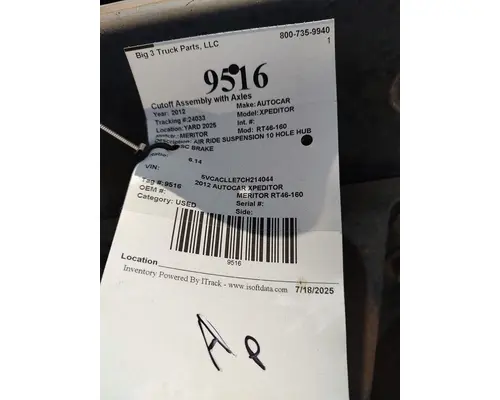 Big 3 Truck Parts, LLC 800-735-9940
1
9516
Cutoff Assembly with Axles
Year: 2012 Make: AUTOCAR
Tracking #:24033 Model: XPEDITOR
Location: YARD 2025 Int. #:
MERITOR Mod: RT46-160
AIR RIDE SUSPENSION 10 HOLE HUB
BRAKE
6.14
VIN: 5VCACLLE7CH214044
Tag #:9516 2012 AUTOCAR XPEDITOR
OEM #: MERITOR RT46-160
Category: USED Serial#:
Side:
9516
Location
Inventory Powered By ITrack - www.isoftdata.com 7/18/2025
A P